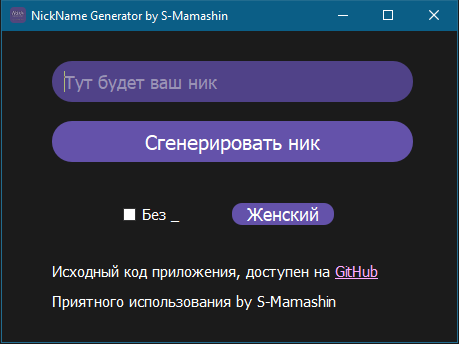 NickName Generator by S-Mamashin
Тут будет ваш ник
Сгенерировать ник
Без _
Женский
Исходный код приложения, доступен на GitHub
Приятного использования by S-Mamashin